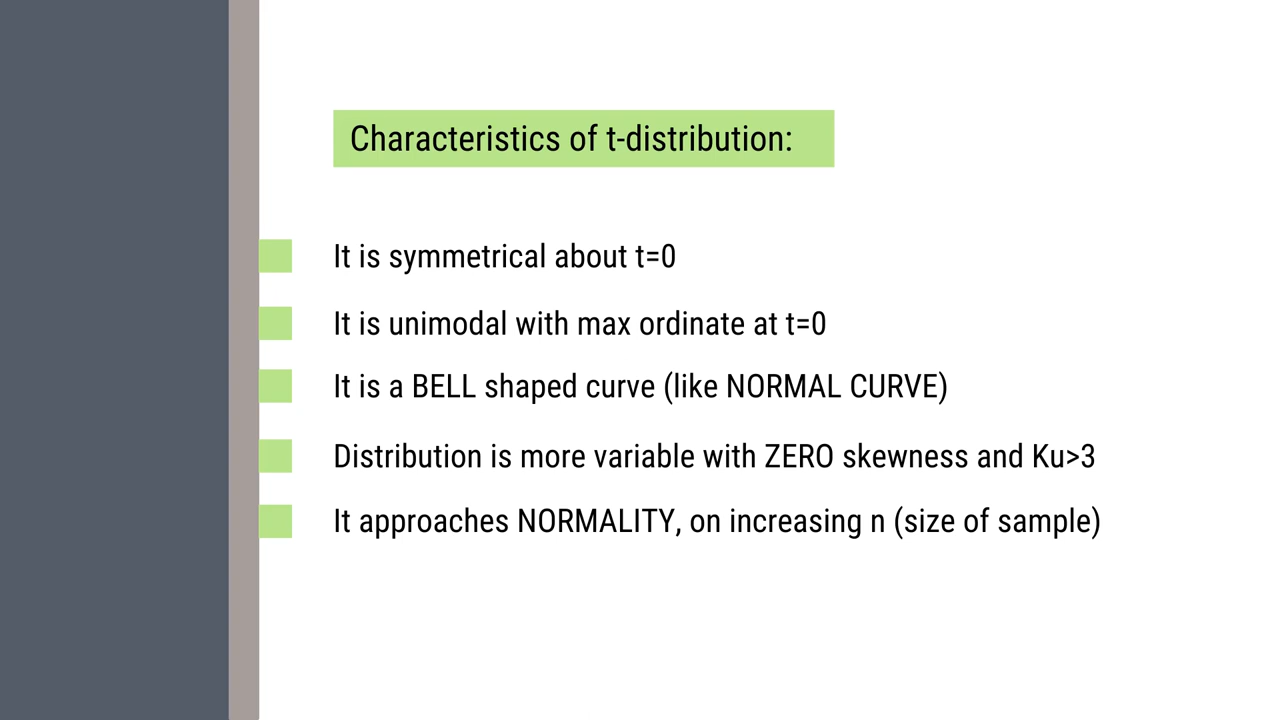 Characteristics of t-distribution:
It is symmetrical about t=0
It is unimodal with max ordinate at t=0
It is a BELL shaped curve (like NORMAL CURVE)
Distribution is more variable with ZERO skewness and Ku>3
It approaches NORMALITY, on increasing n (size of sample)